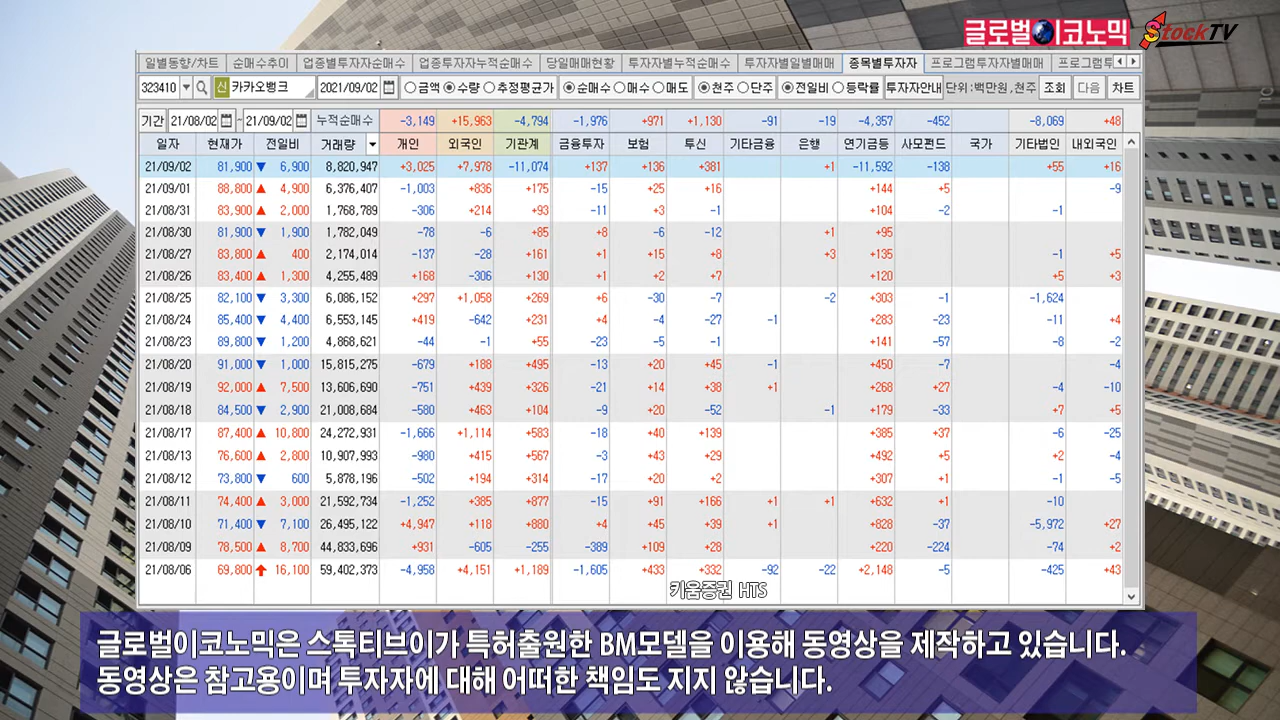 글로벌이코노믹 StockTV
일별동향/차트 순매수추이 업종별투자자순매수 업종투자자누적순매수 당일매매현황 투자자별누적순매수 투자자별일별매매 종목별투자자 프로그램투자자별매매 프로그램투
323410 신 카카오뱅크 2021/09/02 금액 수량 추정평균가 순매수 매수 매도 천주 단주 전일비 등락률 투자자안내 단위:백만원,천주 조회 다음 차트
기간 21/08/02 ~ 21/09/02 누적순매수 -3,149 +15,963 -4,794 -1,976 +971 +1,130 -91 -19 -4,357 -452 -8,069 +48
일자 현재가 전일비 거래량 개인 외국인 기관계 금융투자 보험 투신 기타금융 은행 연기금등 사모펀드 국가 기타법인 내외국인
21/09/02 81,900 ▼ 6,900 8,820,947 +3,025 +7,978 -11,074 +137 +136 +381 +1 -11,592 -138 +55 +16
21/09/01 88,800 ▲ 4,900 6,376,407 -1,003 +836 +175 -15 +25 +16 +144 +5 -9
21/08/31 83,900 ▲ 2,000 1,768,789 -306 +214 +93 -11 +3 -1 +104 -2 -1
21/08/30 81,900 ▼ 1,900 1,782,049 -78 -6 +85 +8 -6 -12 +1 +95
21/08/27 83,800 ▲ 400 2,174,014 -137 -28 +161 +1 +15 +8 +3 +135 -1 +5
21/08/26 83,400 ▲ 1,300 4,255,489 +168 -306 +130 +1 +2 +7 +120 +5 +3
21/08/25 82,100 ▼ 3,300 6,086,152 +297 +1,058 +269 +6 -30 -7 -2 +303 -1 -1,624
21/08/24 85,400 ▼ 4,400 6,553,145 +419 -642 +231 +4 -4 -27 -1 +283 -23 -11 +4
21/08/23 89,800 ▼ 1,200 4,868,621 -44 -1 +55 -23 -5 -1 +141 -57 -8 -2
21/08/20 91,000 ▼ 1,000 15,815,275 -679 +188 +495 -13 +20 +45 -1 +450 -7 -4
21/08/19 92,000 ▲ 7,500 13,606,690 -751 +439 +326 -21 +14 +38 +1 +268 +27 -4 -10
21/08/18 84,500 ▼ 2,900 21,008,684 -580 +463 +104 -9 +20 -52 -1 +179 -33 +7 +5
21/08/17 87,400 ▲ 10,800 24,272,931 -1,666 +1,114 +583 -18 +40 +139 +385 +37 -6 -25
21/08/13 76,600 ▲ 2,800 10,907,993 -980 +415 +567 -3 +43 +29 +492 +5 +2 -4
21/08/12 73,800 ▼ 600 5,878,196 -502 +194 +314 -17 +20 +2 +307 +1 -1 -5
21/08/11 74,400 ▲ 3,000 21,592,734 -1,252 +385 +877 -15 +91 +166 +1 +1 +632 +1 -10
21/08/10 71,400 ▼ 7,100 26,495,122 +4,947 +118 +880 +4 +45 +39 +1 +828 -37 -5,972 +27
21/08/09 78,500 ▲ 8,700 44,833,696 +931 -605 -255 -389 +109 +28 +220 -224 -74 +2
21/08/06 69,800 ↑ 16,100 59,402,373 -4,958 +4,151 +1,189 -1,605 +433 +332 -92 -22 +2,148 -5 -425 +43
키움증권 HTS
글로벌이코노믹은 스톡티브이가 특허출원한 BM모델을 이용해 동영상을 제작하고 있습니다.
동영상은 참고용이며 투자자에 대해 어떠한 책임도 지지 않습니다.